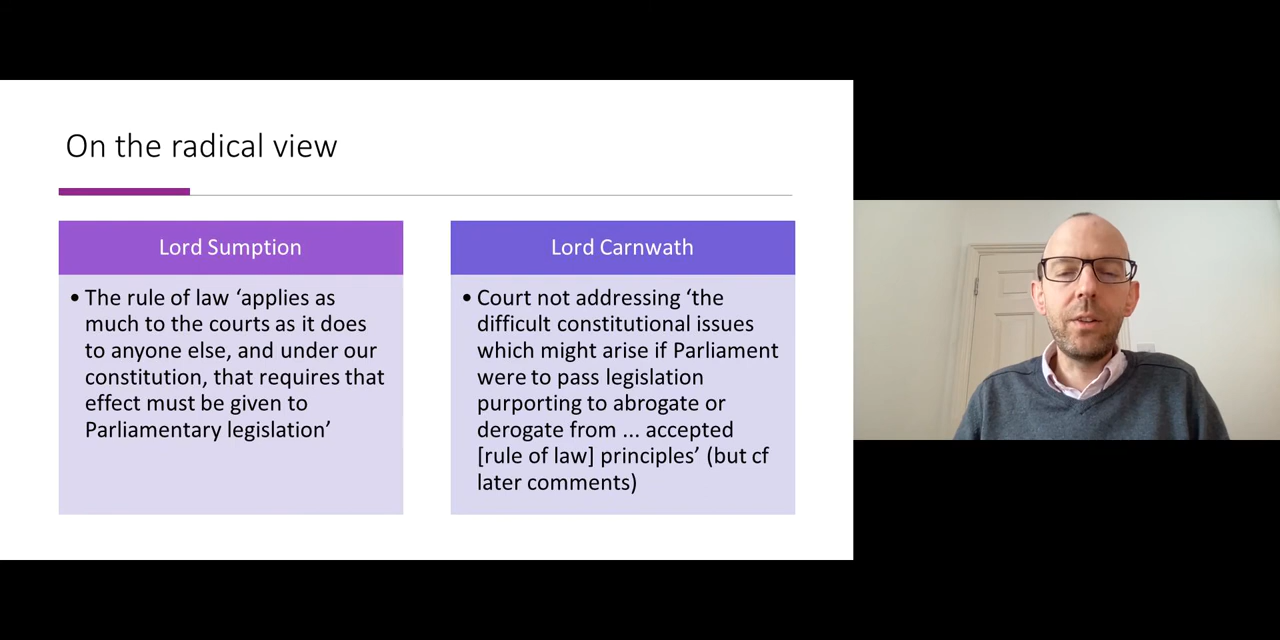 On the radical view
Lord Sumption
• The rule of law ‘applies as
much to the courts as it does
to anyone else, and under our
constitution, that requires that
effect must be given to
Parliamentary legislation’
Lord Carnwath
• Court not addressing ‘the
difficult constitutional issues
which might arise if Parliament
were to pass legislation
purporting to abrogate or
derogate from ... accepted
[rule of law] principles’ (but cf
later comments)